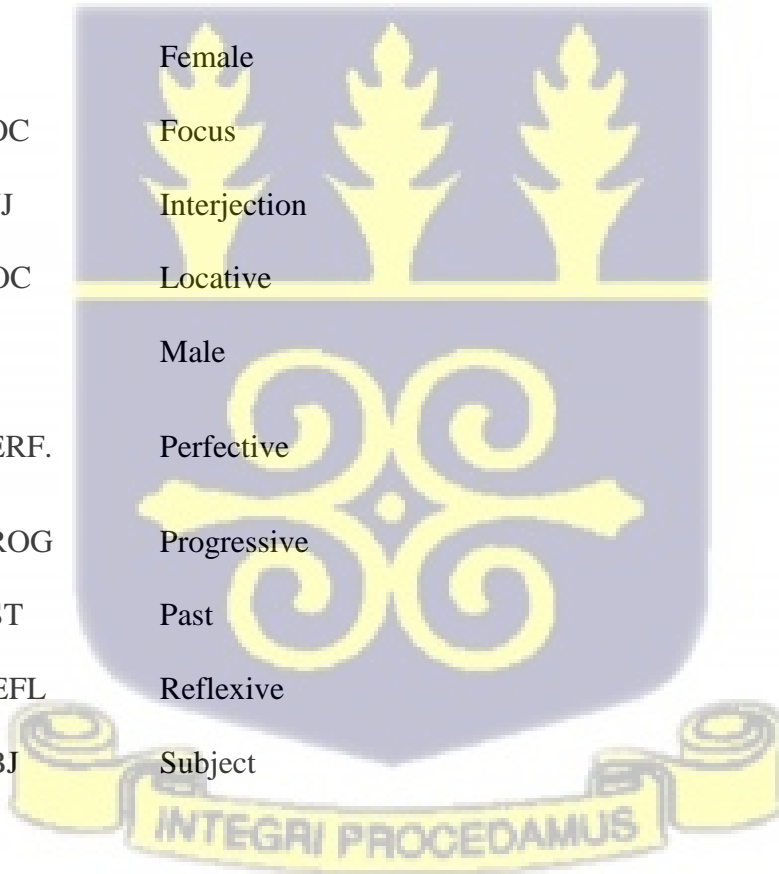 Female
OC Focus
J Interjection
OC Locative
Male
ERF. Perfective
ROG Progressive
ST Past
EFL Reflexive
BJ Subject
INTEGRI PROCEDAMUS